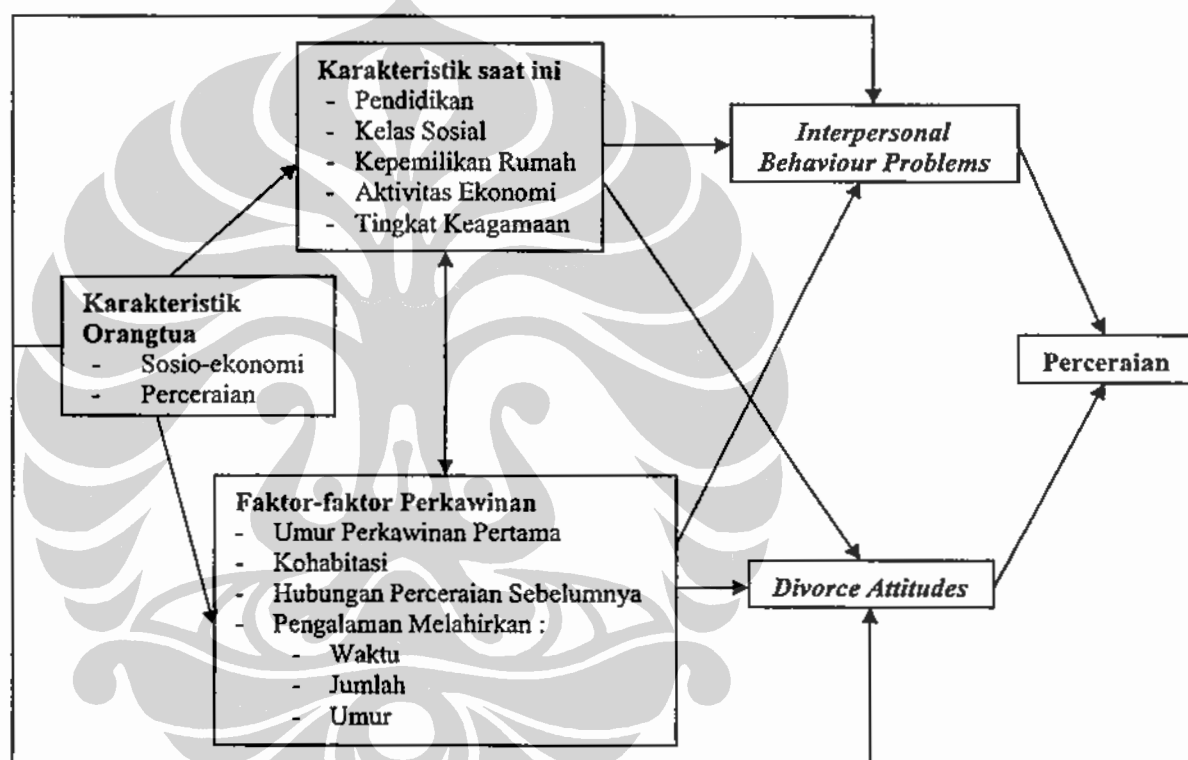 Karakteristik saat ini
- Pendidikan
- Kelas Sosial
- Kepemilikan Rumah
- Aktivitas Ekonomi
- Tingkat Keagamaan
Interpersonal
Behaviour Problems
Karakteristik
Orangtua
- Sosio-ekonomi
- Perceraian
Perceraian
Faktor-faktor Perkawinan
- Umur Perkawinan Pertama
- Kohabitasi
- Hubungan Perceraian Sebelumnya
- Pengalaman Melahirkan :
- Waktu
- Jumlah
- Umur
Divorce Attitudes